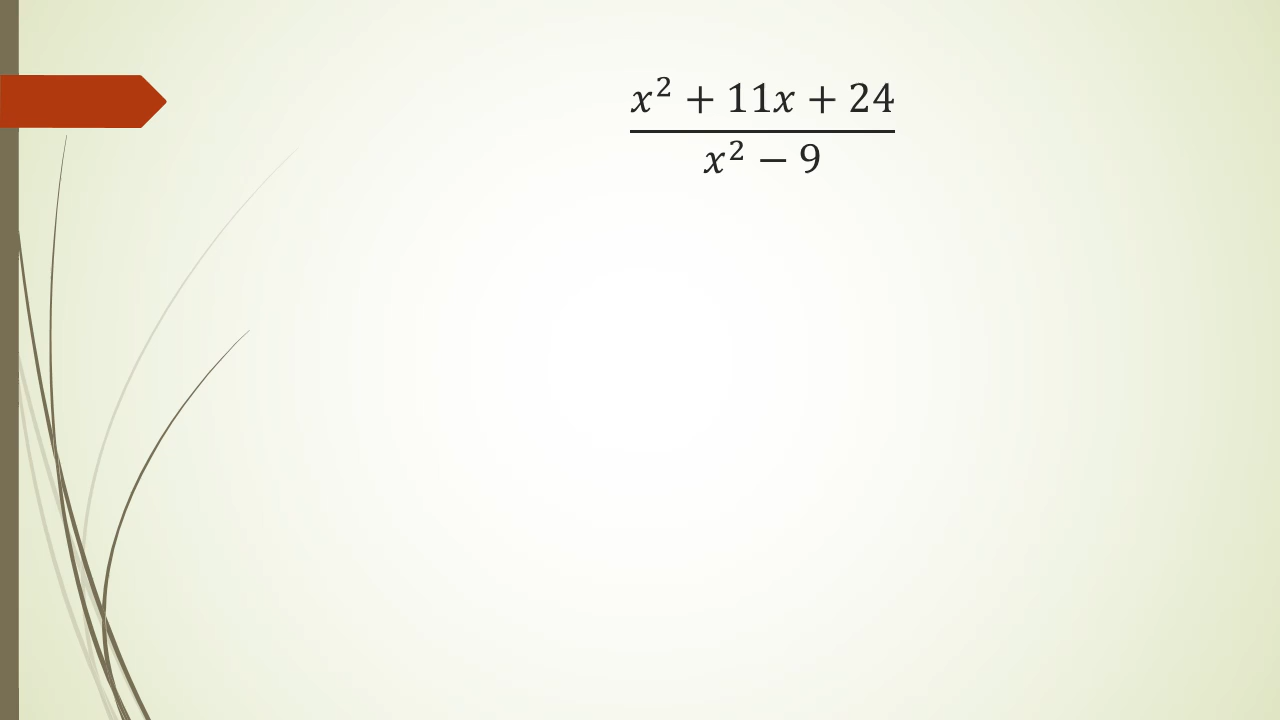 x² + 11x + 24
x² − 9